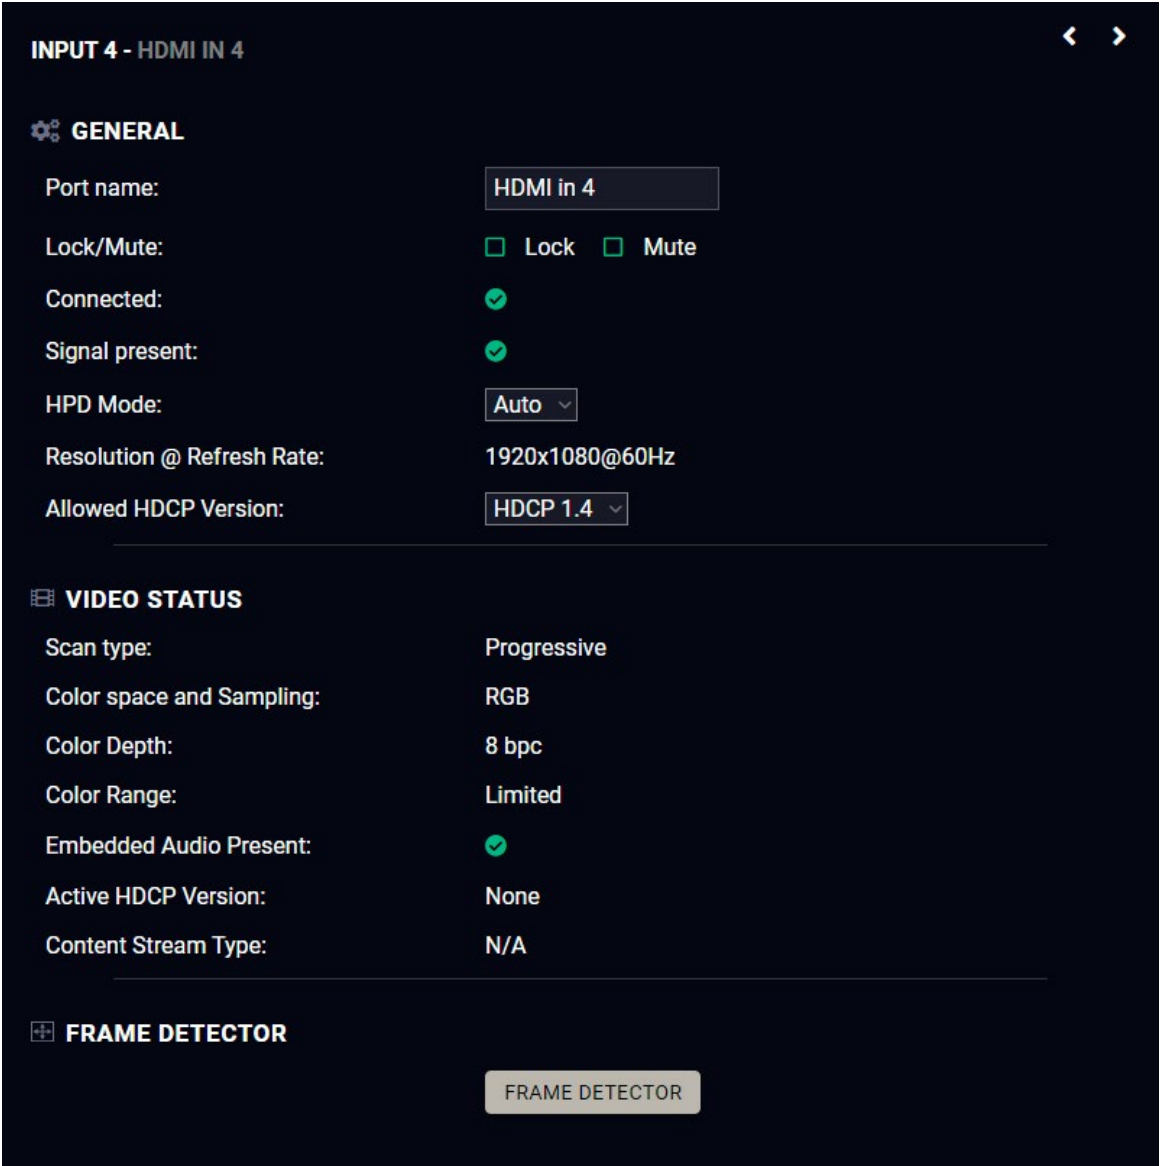 INPUT 4 - HDMI IN 4
GENERAL
Port name: HDMI in 4
Lock/Mute: Lock Mute
Connected:
Signal present:
HPD Mode: Auto
Resolution @ Refresh Rate: 1920x1080@60Hz
Allowed HDCP Version: HDCP 1.4
VIDEO STATUS
Scan type: Progressive
Color space and Sampling: RGB
Color Depth: 8 bpc
Color Range: Limited
Embedded Audio Present:
Active HDCP Version: None
Content Stream Type: N/A
FRAME DETECTOR
FRAME DETECTOR